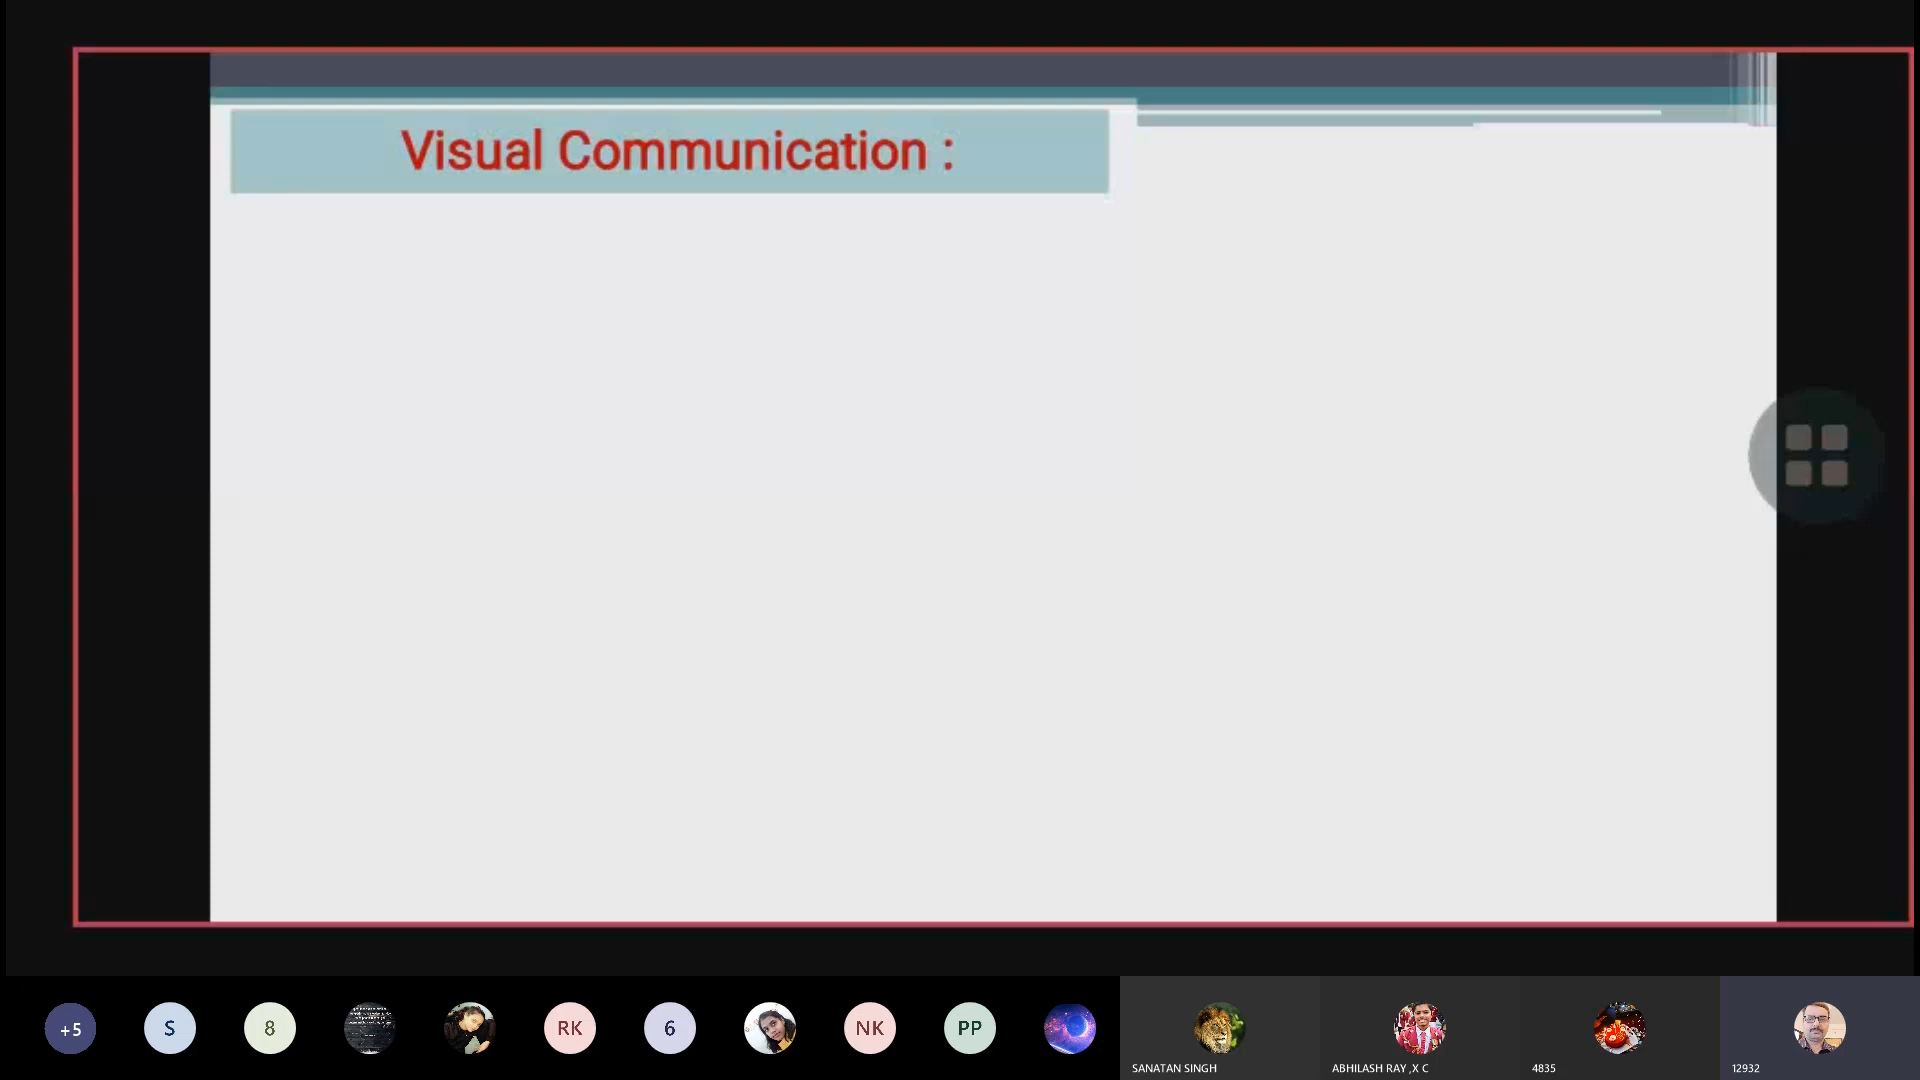 Visual Communication :
+5
S
8
RK
6
NK
PP
SANATAN SINGH
ABHILASH RAY ,X C
4835
12932